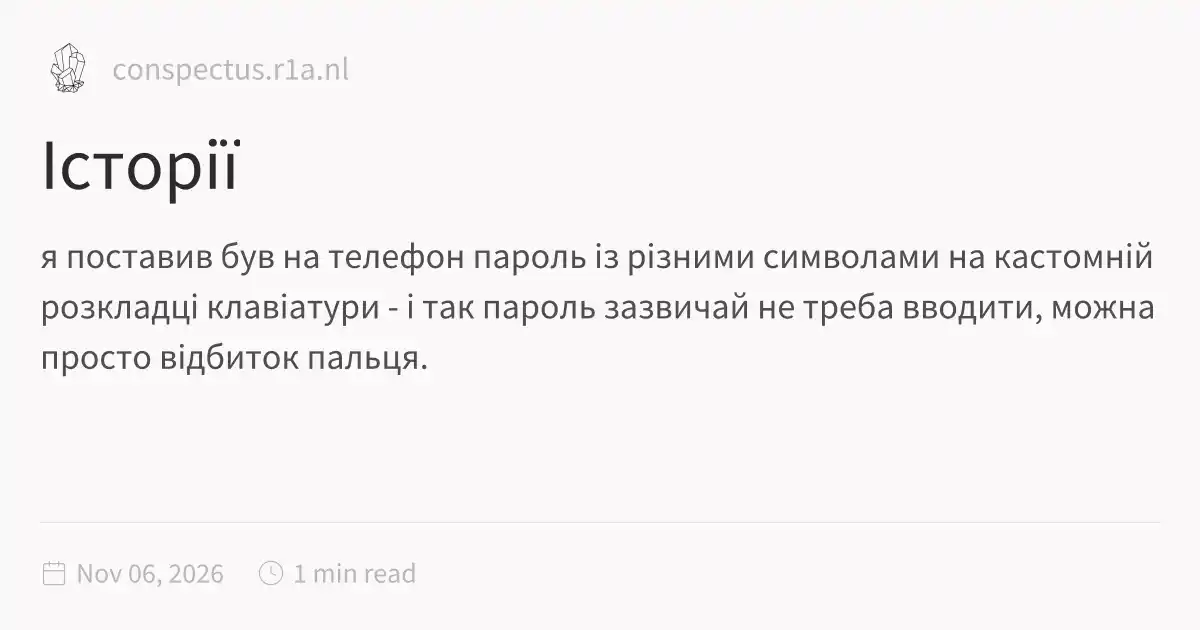 conspectus.r1a.nl
Історії
я поставив був на телефон пароль із різними символами на кастомній
розкладці клавіатури - і так пароль зазвичай не треба вводити, можна
просто відбиток пальця.
Nov 06, 2026 1 min read